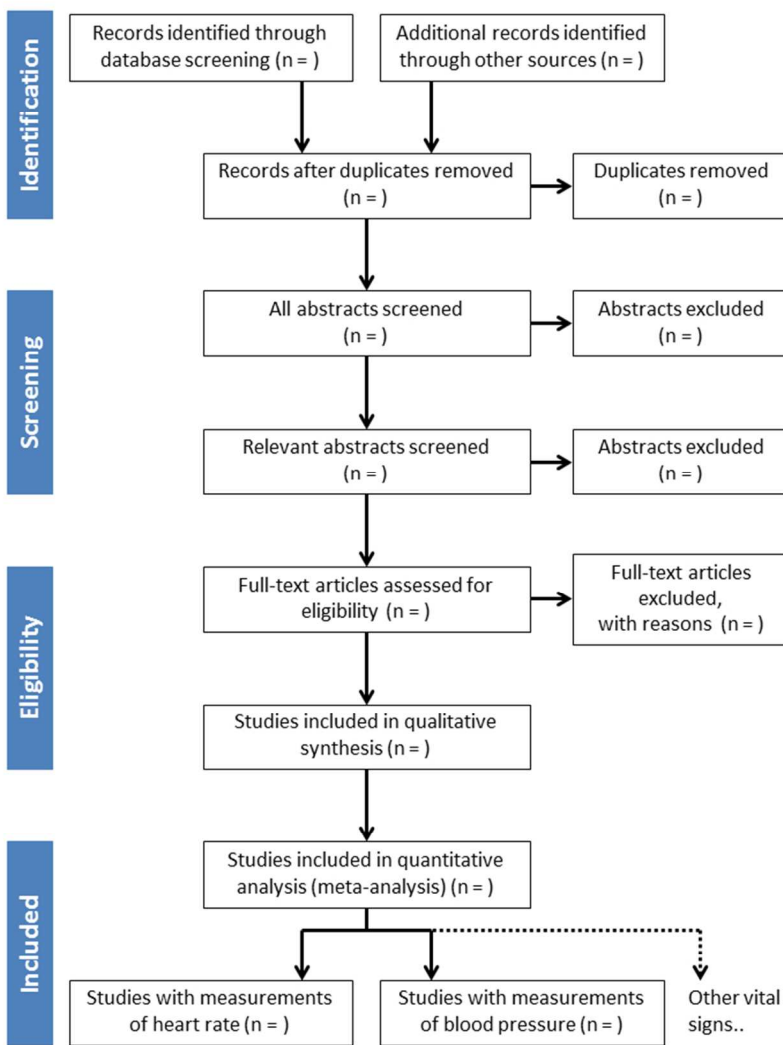 Identification
Records identified through
database screening (n = )
Additional records identified
through other sources (n = )
Records after duplicates removed
(n = )
Duplicates removed
(n = )
Screening
All abstracts screened
(n = )
Abstracts excluded
(n = )
Relevant abstracts screened
(n = )
Abstracts excluded
(n = )
Eligibility
Full-text articles assessed for
eligibility (n = )
Full-text articles
excluded,
with reasons (n = )
Studies included in qualitative
synthesis (n = )
Included
Studies included in quantitative
analysis (meta-analysis) (n = )
Studies with measurements
of heart rate (n = )
Studies with measurements
of blood pressure (n = )
Other vital
signs..